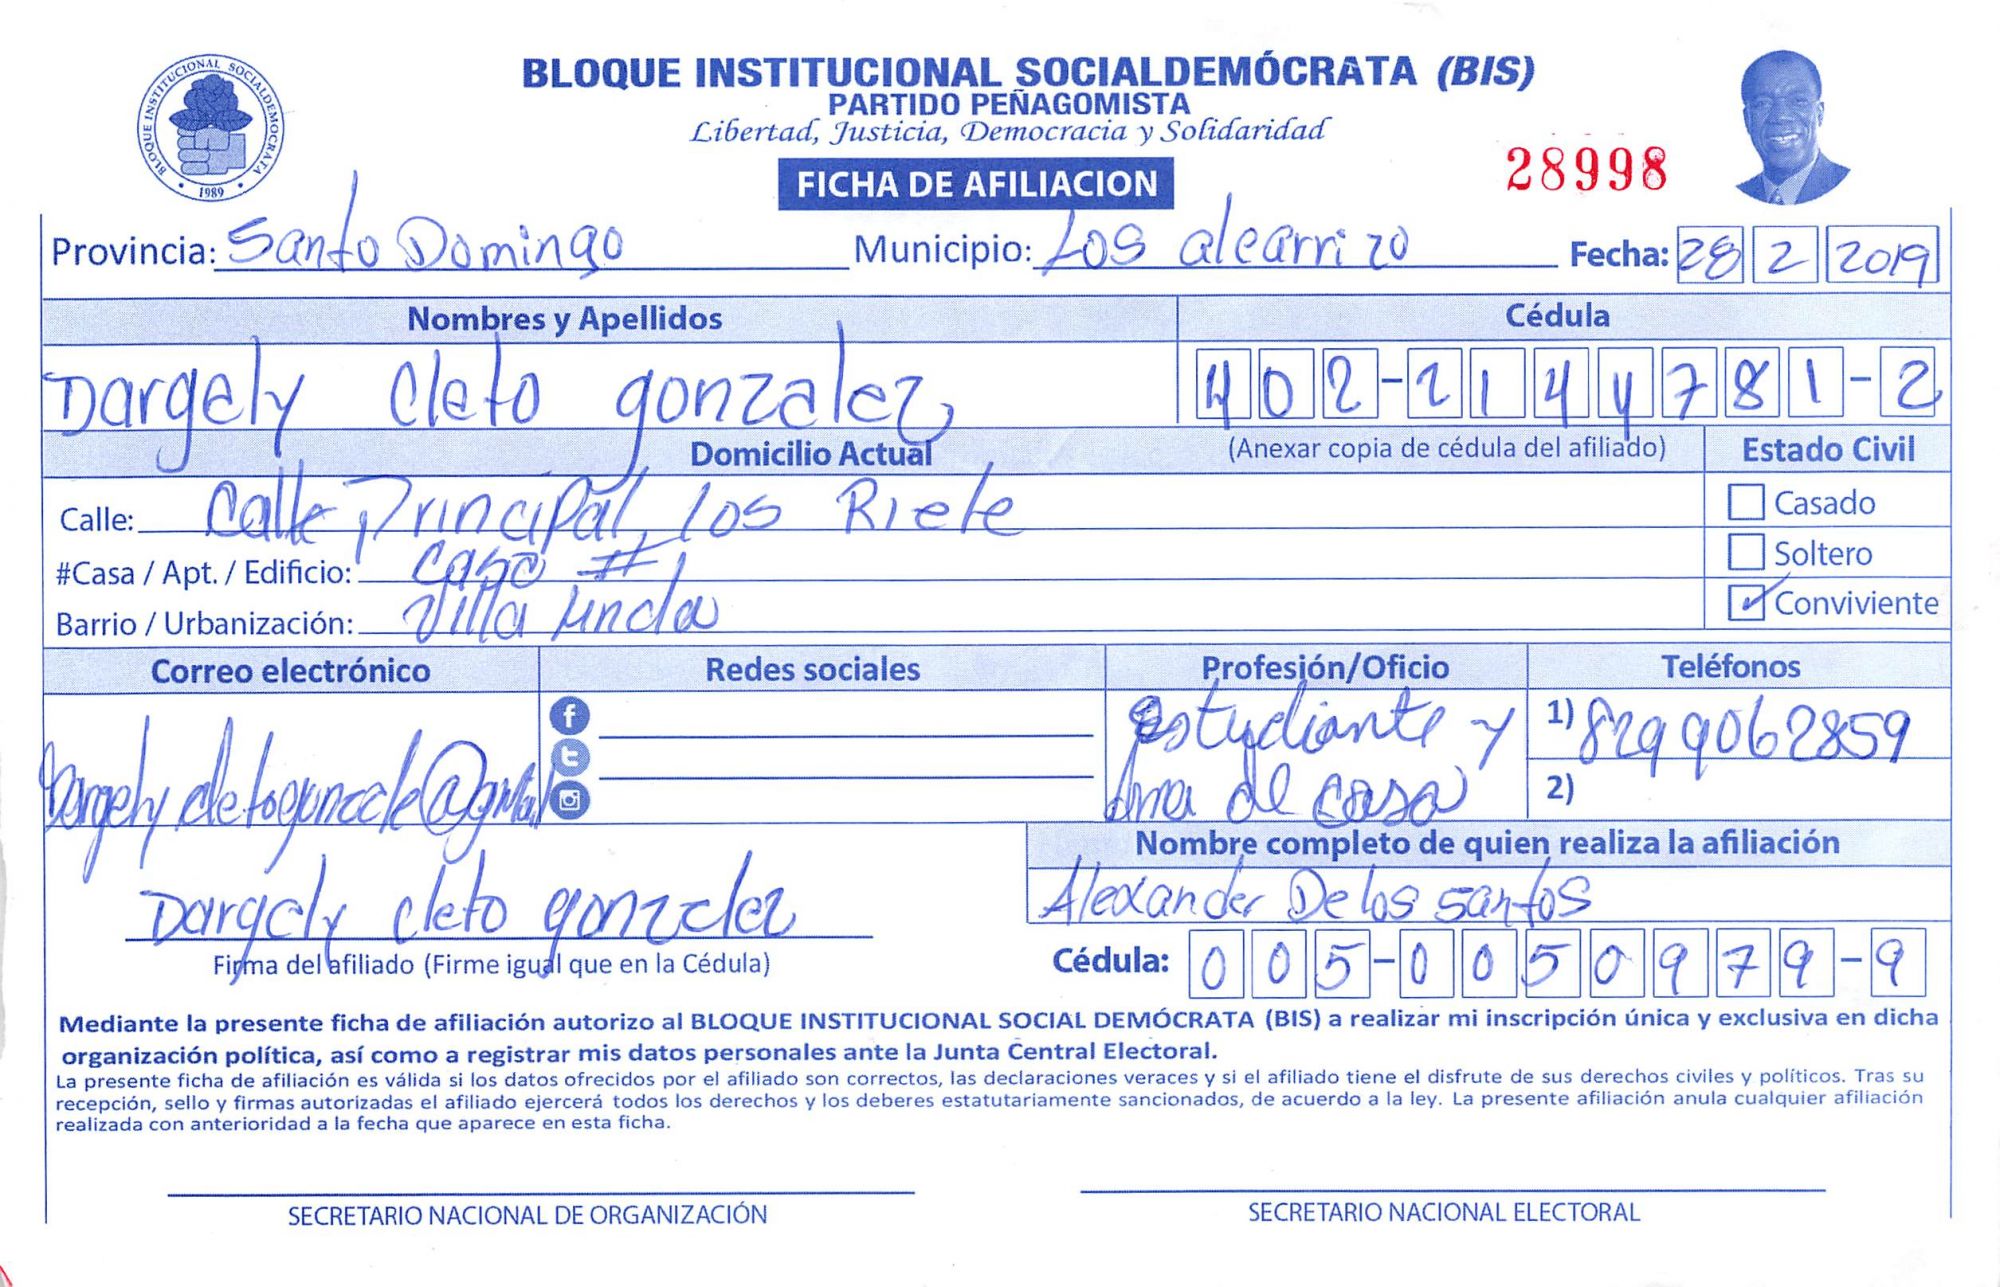 BLOQUE INSTITUCIONAL SOCIALDEMÓCRATA (BIS)
PARTIDO PEÑAGOMISTA
Libertad, Justicia, Democracia y Solidaridad
BLOQUE INSTITUCIONAL SOCIALDEMOCRATA
1989
FICHA DE AFILIACION
28998
Provincia: Santo Domingo Municipio: Los alcarrizo Fecha: 28 2 2019
Nombres y Apellidos Cédula
Dargely Cleto gonzalez 402-2144781-2
Domicilio Actual (Anexar copia de cédula del afiliado) Estado Civil
Calle: Calle Principal, los Riele Casado
#Casa / Apt. / Edificio: Casa # Soltero
Barrio / Urbanización: Villa linda Conviviente
Correo electrónico Redes sociales Profesión/Oficio Teléfonos
estudiante y 1) 8299062859
ama de casa 2)
Nombre completo de quien realiza la afiliación
Dargely cleto gonzalez Alexander De los santos
Firma del afiliado (Firme igual que en la Cédula) Cédula: 005-0050979-9
Mediante la presente ficha de afiliación autorizo al BLOQUE INSTITUCIONAL SOCIAL DEMÓCRATA (BIS) a realizar mi inscripción única y exclusiva en dicha
organización política, así como a registrar mis datos personales ante la Junta Central Electoral.
La presente ficha de afiliación es válida si los datos ofrecidos por el afiliado son correctos, las declaraciones veraces y si el afiliado tiene el disfrute de sus derechos civiles y políticos. Tras su
recepción, sello y firmas autorizadas el afiliado ejercerá todos los derechos y los deberes estatutariamente sancionados, de acuerdo a la ley. La presente afiliación anula cualquier afiliación
realizada con anterioridad a la fecha que aparece en esta ficha.
SECRETARIO NACIONAL DE ORGANIZACIÓN SECRETARIO NACIONAL ELECTORAL